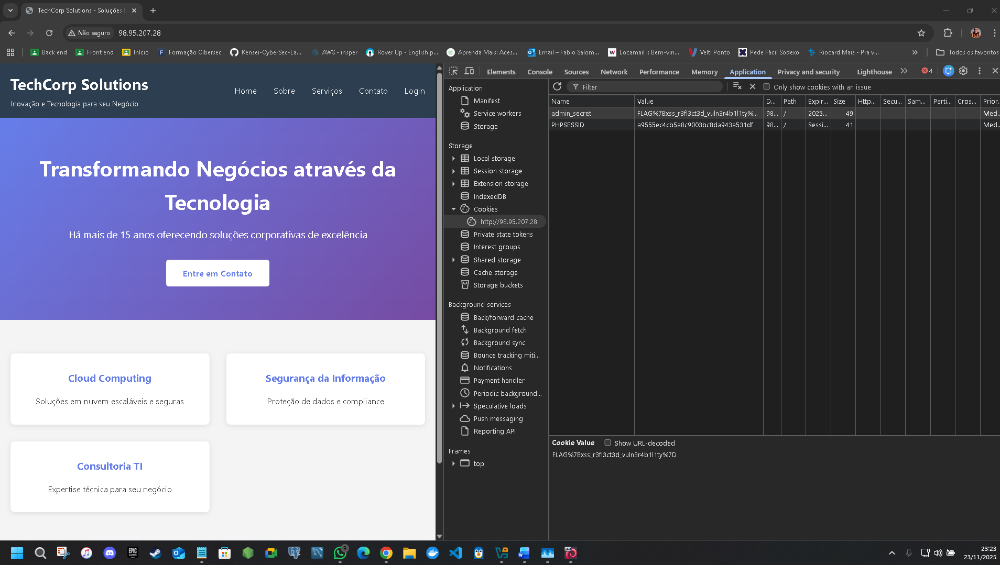 TechCorp Solutions - Soluções
Não seguro 98.95.207.28
Back end Front end Início Formação Cibersec Kensei-CyberSec-La... AWS - insper Rover Up - English p... Aprenda Mais: Aces... Email – Fabio Salom... Locamail :: Bem-vin... Velti Ponto Pede Fácil Sodexo Riocard Mais - Pra v... Todos os favoritos
TechCorp Solutions
Inovação e Tecnologia para seu Negócio
Home Sobre Serviços Contato Login
Transformando Negócios através da
Tecnologia
Há mais de 15 anos oferecendo soluções corporativas de excelência
Entre em Contato
Cloud Computing
Soluções em nuvem escaláveis e seguras
Segurança da Informação
Proteção de dados e compliance
Consultoria TI
Expertise técnica para seu negócio
Elements Console Sources Network Performance Memory Application Privacy and security Lighthouse 4
Application
Manifest
Service workers
Storage
Storage
Local storage
Session storage
Extension storage
IndexedDB
Cookies
http://98.95.207.28
Private state tokens
Interest groups
Shared storage
Cache storage
Storage buckets
Background services
Back/forward cache
Background fetch
Background sync
Bounce tracking miti...
Notifications
Payment handler
Periodic background...
Speculative loads
Push messaging
Reporting API
Frames
top
Filter Only show cookies with an issue
Name Value D... Path Expir... Size Http... Secu... Sam... Parti... Cros... Prior.
admin_secret FLAG%7Bxss_r3fl3ct3d_vuln3r4b1l1ty%... 98... / 2025... 49 Med...
PHPSESSID a9555ec4cb5a8c9003bc8da943a531df 98... / Sessi... 41 Med...
Cookie Value Show URL-decoded
FLAG%7Bxss_r3fl3ct3d_vuln3r4b1l1ty%7D
EPIC GAMES
9
23:23
23/11/2025